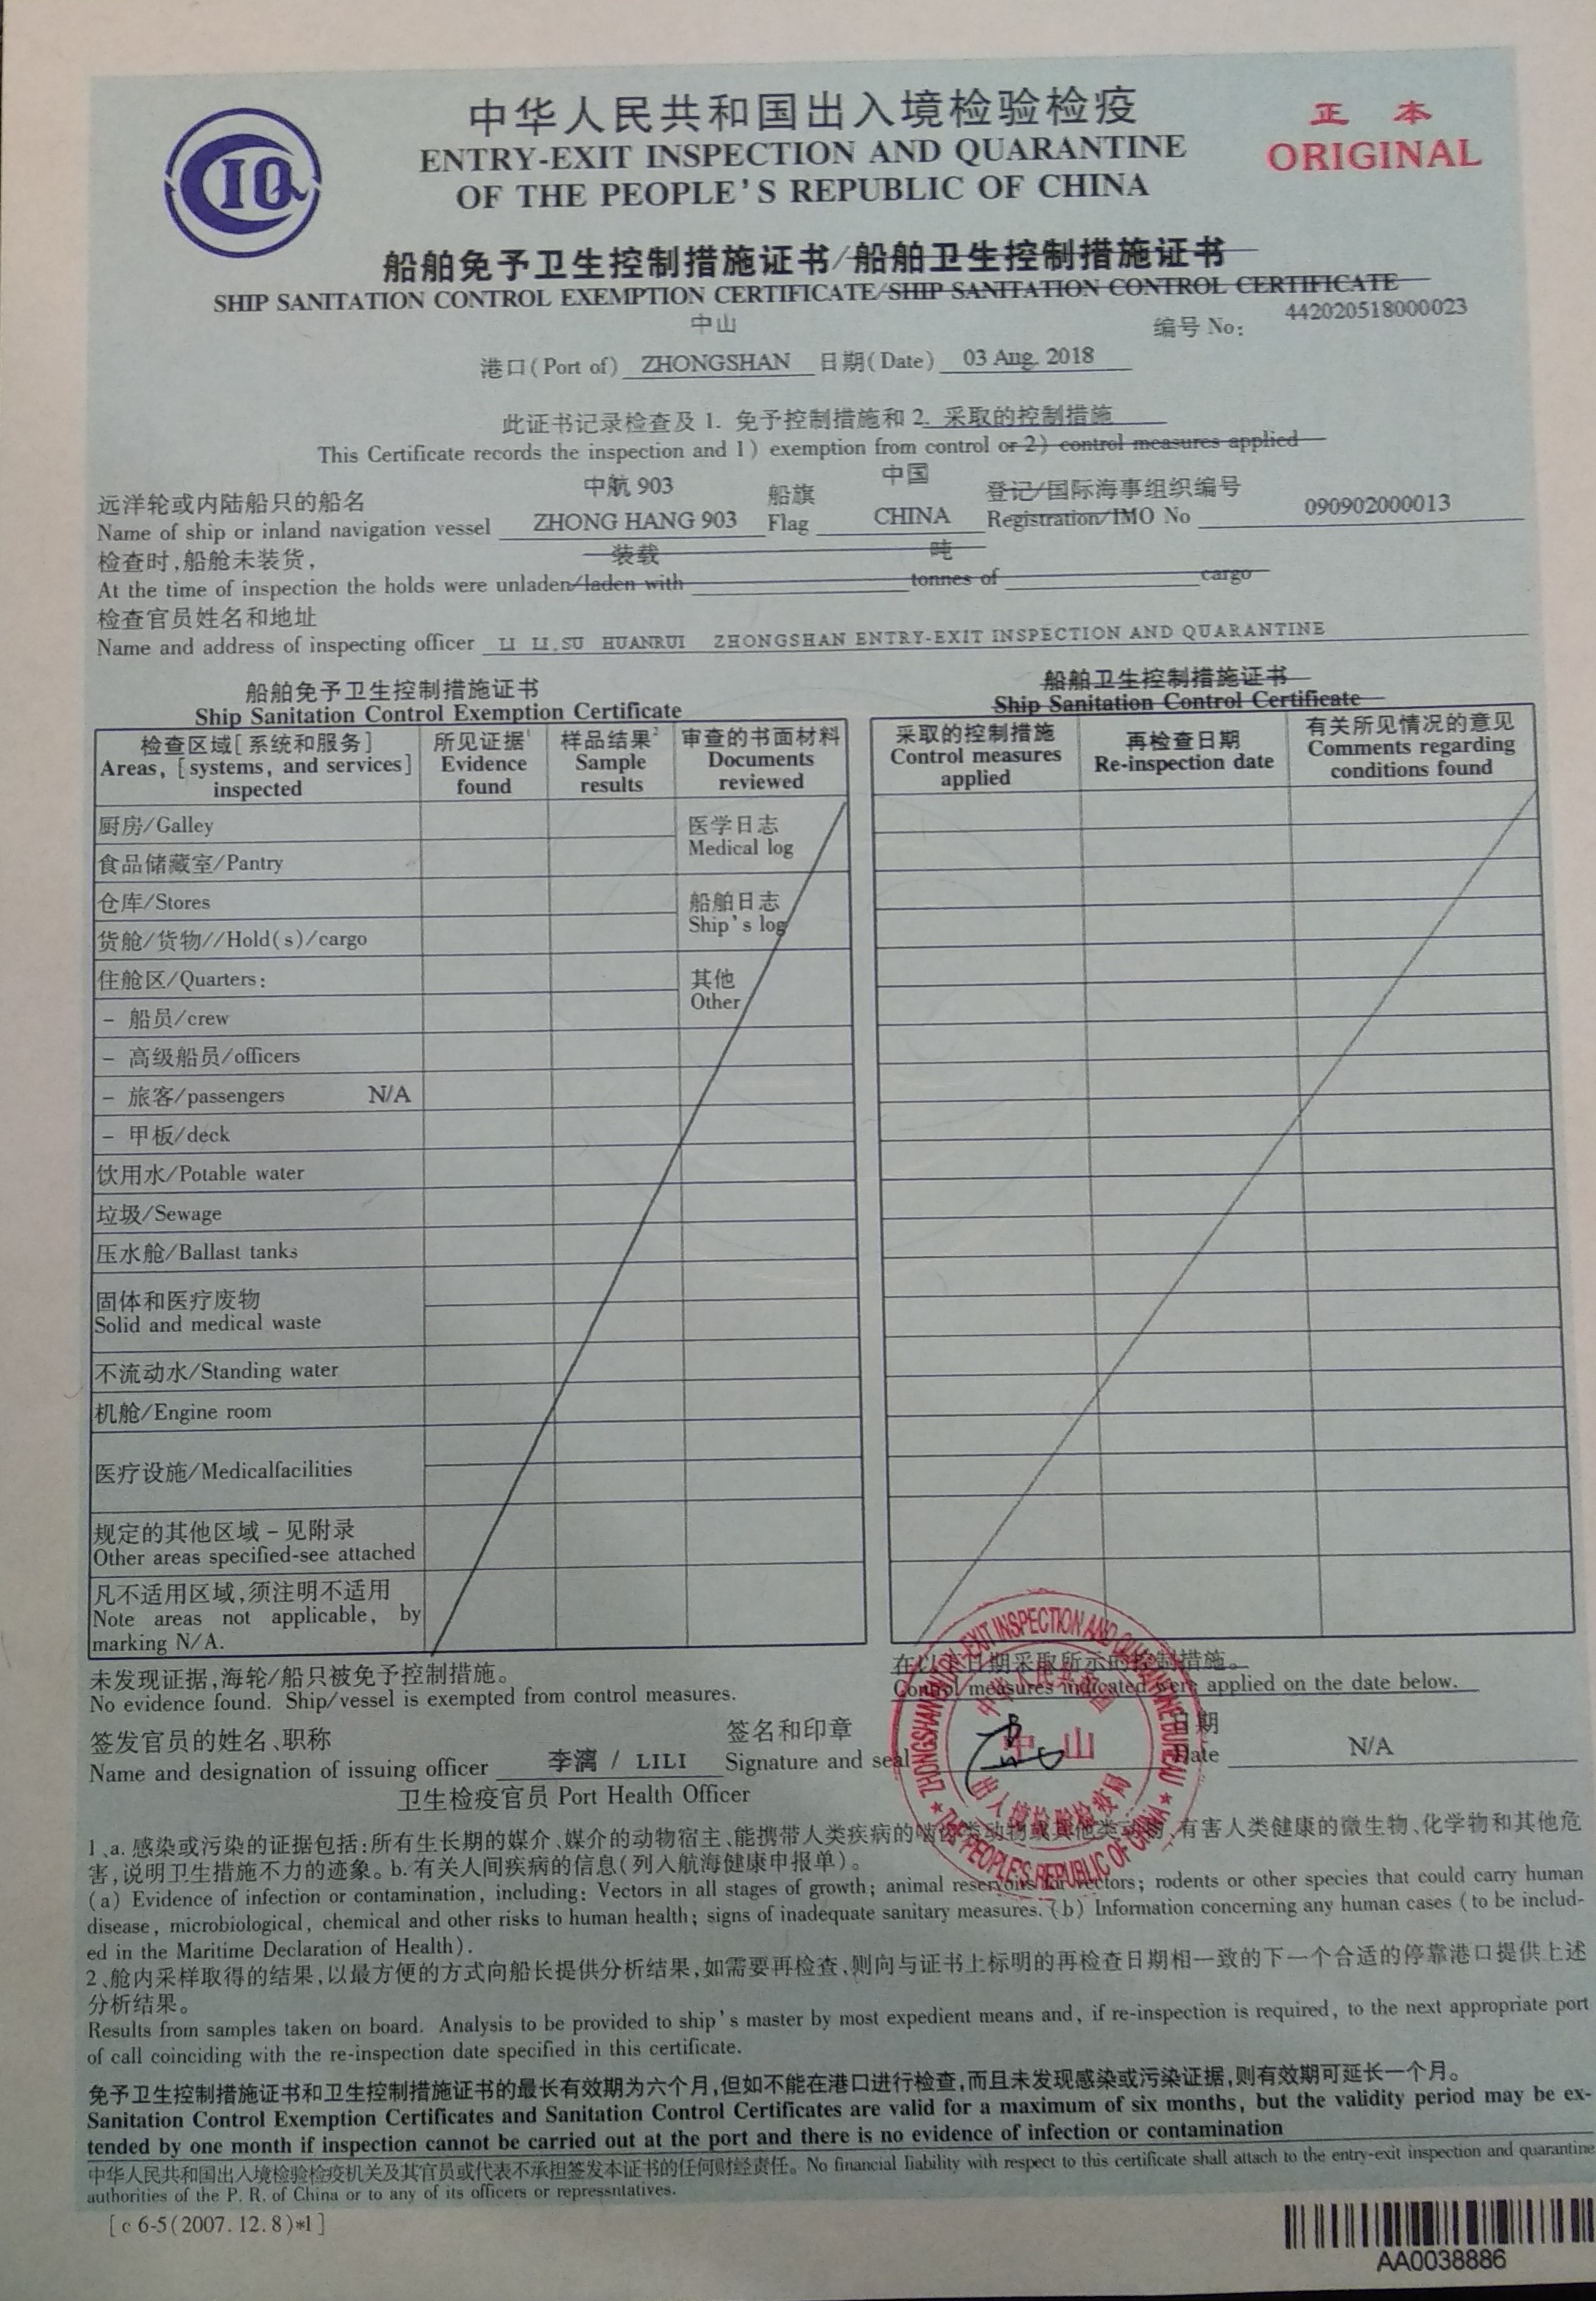 中华人民共和国出入境检验检疫
CIQ
正 本
ENTRY-EXIT INSPECTION AND QUARANTINE
ORIGINAL
OF THE PEOPLE'S REPUBLIC OF CHINA
船舶免予卫生控制措施证书/船舶卫生控制措施证书
SHIP SANITATION CONTROL EXEMPTION CERTIFICATE/SHIP SANITATION CONTROL CERTIFICATE
中山
编号 No: 442020518000023
港口(Port of) ZHONGSHAN 日期(Date) 03 Aug. 2018
此证书记录检查及 1. 免予控制措施和 2. 采取的控制措施
This Certificate records the inspection and 1) exemption from control or 2) control measures applied
远洋轮或内陆船只的船名 中航 903 船旗 中国 登记/国际海事组织编号
Name of ship or inland navigation vessel ZHONG HANG 903 Flag CHINA Registration/IMO No 090902000013
检查时,船舱未装货, 装载 吨
At the time of inspection the holds were unladen/laden with tonnes of cargo
检查官员姓名和地址
Name and address of inspecting officer LI LI.SU HUANRUI ZHONGSHAN ENTRY-EXIT INSPECTION AND QUARANTINE
船舶免予卫生控制措施证书
Ship Sanitation Control Exemption Certificate
船舶卫生控制措施证书
Ship Sanitation Control Certificate
检查区域[系统和服务] 所见证据1 样品结果2 审查的书面材料
Areas, [systems, and services] Evidence Sample Documents
inspected found results reviewed
采取的控制措施 再检查日期 有关所见情况的意见
Control measures Re-inspection date Comments regarding
applied conditions found
厨房/Galley
医学日志
Medical log
食品储藏室/Pantry
仓库/Stores
船舶日志
Ship's log
货舱/货物//Hold(s)/cargo
住舱区/Quarters:
其他
Other
- 船员/crew
- 高级船员/officers
- 旅客/passengers N/A
- 甲板/deck
饮用水/Potable water
垃圾/Sewage
压水舱/Ballast tanks
固体和医疗废物
Solid and medical waste
不流动水/Standing water
机舱/Engine room
医疗设施/Medicalfacilities
规定的其他区域－见附录
Other areas specified-see attached
凡不适用区域,须注明不适用
Note areas not applicable, by
marking N/A.
未发现证据,海轮/船只被免予控制措施。
No evidence found. Ship/vessel is exempted from control measures.
在以下日期采取所示的控制措施。
Control measures indicated were applied on the date below.
签发官员的姓名、职称 签名和印章 日期
Name and designation of issuing officer 李漓 / LILI Signature and seal Date N/A
卫生检疫官员 Port Health Officer
ZHONGSHAN ENTRY-EXIT INSPECTION AND QUARANTINE BUREAU
THE PEOPLE'S REPUBLIC OF CHINA
中山
出入境检验检疫局
1、a. 感染或污染的证据包括:所有生长期的媒介、媒介的动物宿主、能携带人类疾病的啮齿类动物或其他类动物、有害人类健康的微生物、化学物和其他危
害,说明卫生措施不力的迹象。b. 有关人间疾病的信息(列入航海健康申报单)。
(a) Evidence of infection or contamination, including: Vectors in all stages of growth; animal reservoirs for vectors; rodents or other species that could carry human
disease, microbiological, chemical and other risks to human health; signs of inadequate sanitary measures. (b) Information concerning any human cases (to be includ-
ed in the Maritime Declaration of Health).
2、舱内采样取得的结果,以最方便的方式向船长提供分析结果,如需要再检查,则向与证书上标明的再检查日期相一致的下一个合适的停靠港口提供上述
分析结果。
Results from samples taken on board. Analysis to be provided to ship's master by most expedient means and, if re-inspection is required, to the next appropriate port
of call coinciding with the re-inspection date specified in this certificate.
免予卫生控制措施证书和卫生控制措施证书的最长有效期为六个月,但如不能在港口进行检查,而且未发现感染或污染证据,则有效期可延长一个月。
Sanitation Control Exemption Certificates and Sanitation Control Certificates are valid for a maximum of six months, but the validity period may be ex-
tended by one month if inspection cannot be carried out at the port and there is no evidence of infection or contamination
中华人民共和国出入境检验检疫机关及其官员或代表不承担签发本证书的任何财经责任。No financial liability with respect to this certificate shall attach to the entry-exit inspection and quarantine
authorities of the P. R. of China or to any of its officers or represntatives.
[c 6-5(2007.12.8)*1]
AA0038886